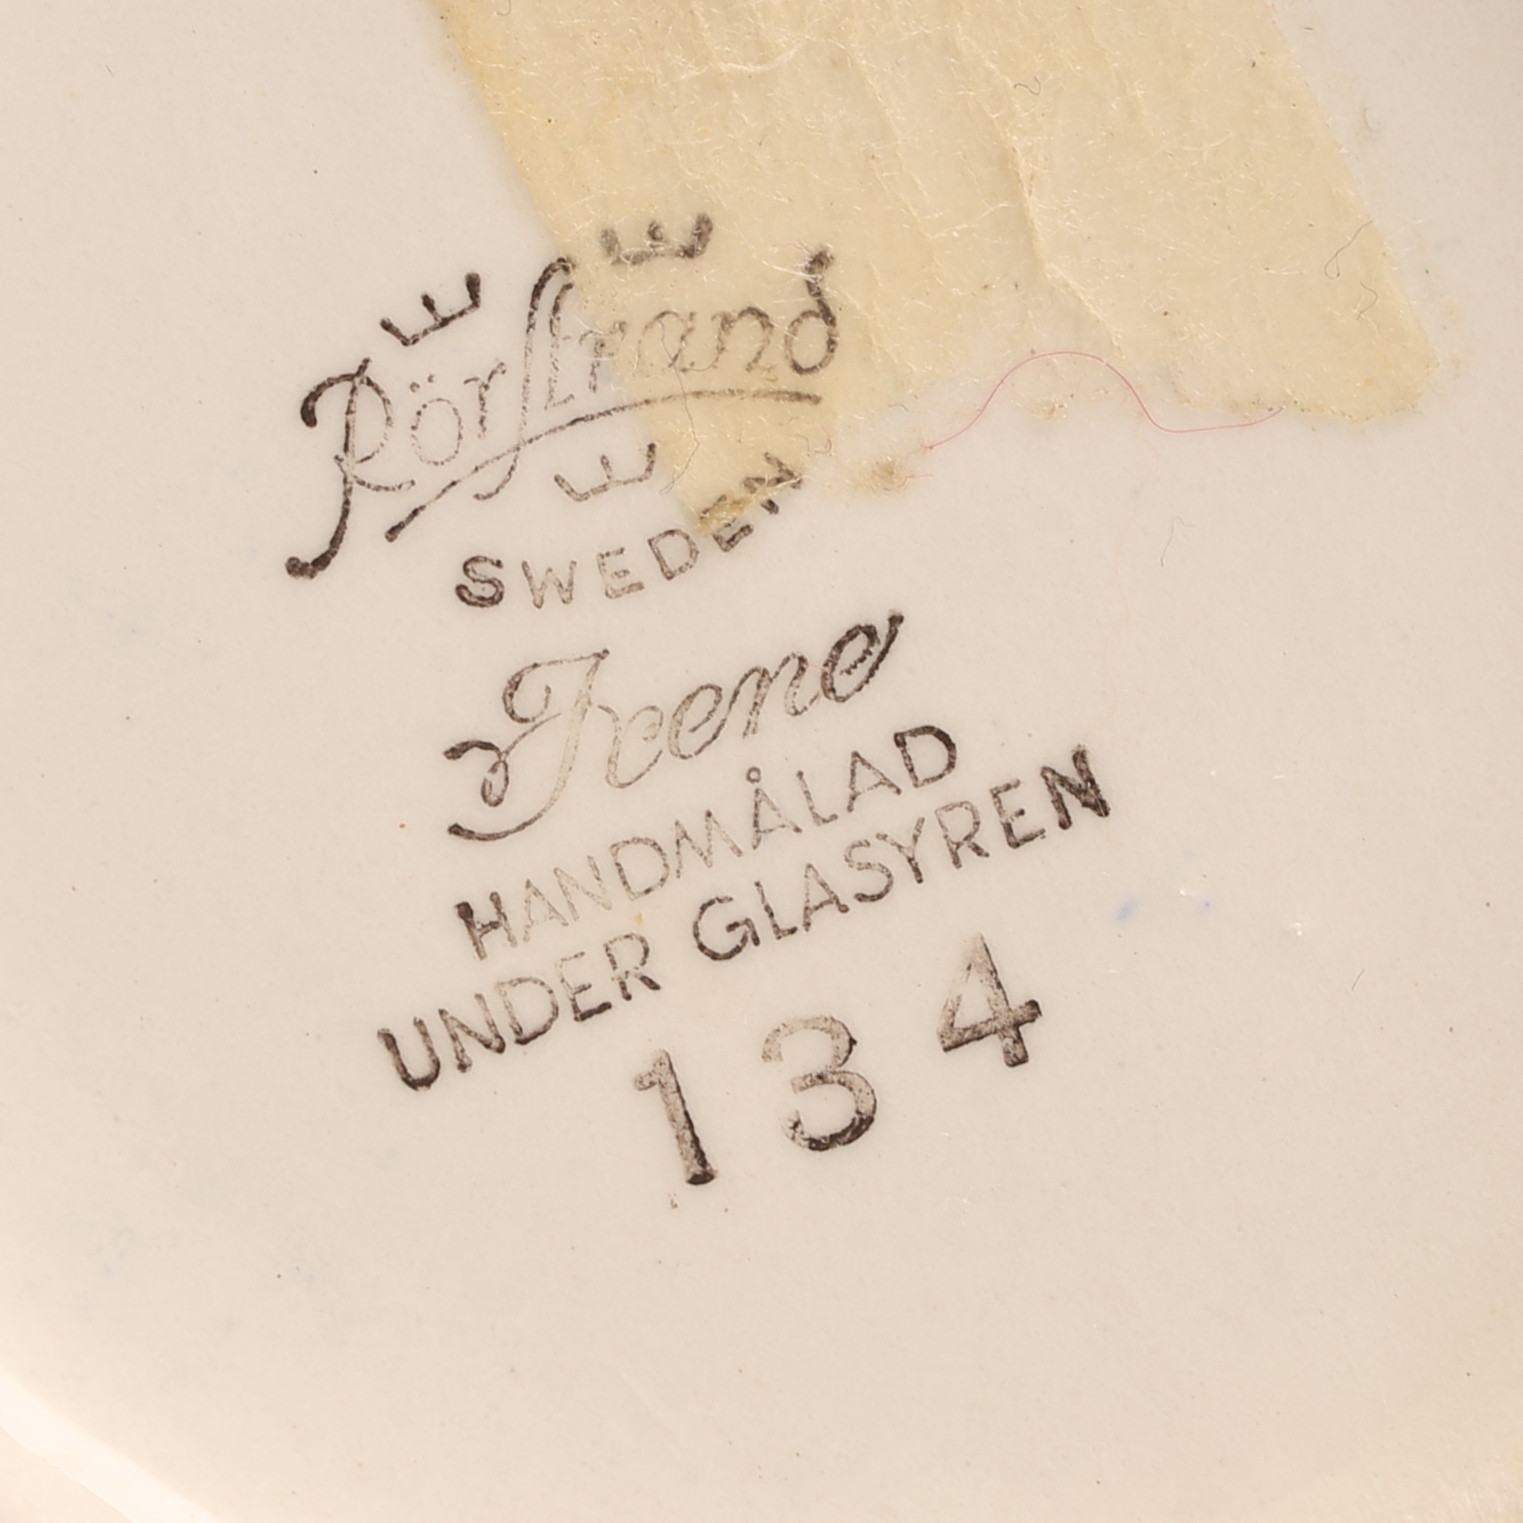 Rörstrand
SWEDEN
Irene
HANDMÅLAD
UNDER GLASYREN
134